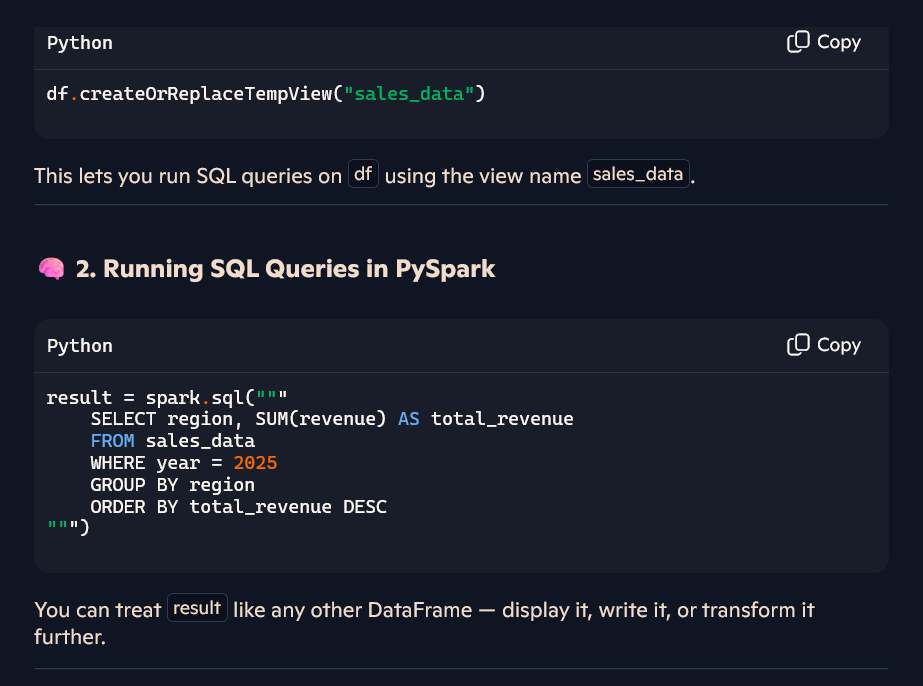 Python
Copy
df.createOrReplaceTempView("sales_data")
This lets you run SQL queries on df using the view name sales_data.
🧠 2. Running SQL Queries in PySpark
Python
Copy
result = spark.sql("""
    SELECT region, SUM(revenue) AS total_revenue
    FROM sales_data
    WHERE year = 2025
    GROUP BY region
    ORDER BY total_revenue DESC
""")
You can treat result like any other DataFrame — display it, write it, or transform it
further.